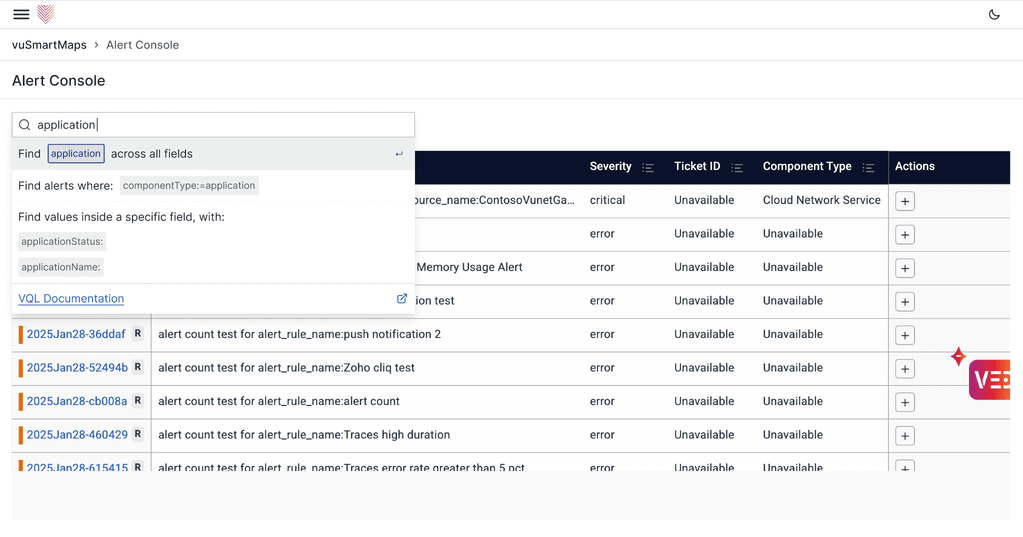 vuSmartMaps > Alert Console
Alert Console
application
Find application across all fields
Find alerts where: componentType:=application
Find values inside a specific field, with:
applicationStatus:
applicationName:
VQL Documentation
Severity Ticket ID Component Type Actions
ource_name:ContosoVunetGa... critical Unavailable Cloud Network Service +
error Unavailable Unavailable +
Memory Usage Alert error Unavailable Unavailable +
ion test error Unavailable Unavailable +
2025Jan28-36ddaf R alert count test for alert_rule_name:push notification 2 error Unavailable Unavailable +
2025Jan28-52494b R alert count test for alert_rule_name:Zoho cliq test error Unavailable Unavailable +
2025Jan28-cb008a R alert count test for alert_rule_name:alert count error Unavailable Unavailable +
2025Jan28-460429 R alert count test for alert_rule_name:Traces high duration error Unavailable Unavailable +
2025Jan28-615415 R alert count test for alert_rule_name:Traces error rate greater than 5 pct error Unavailable Unavailable +